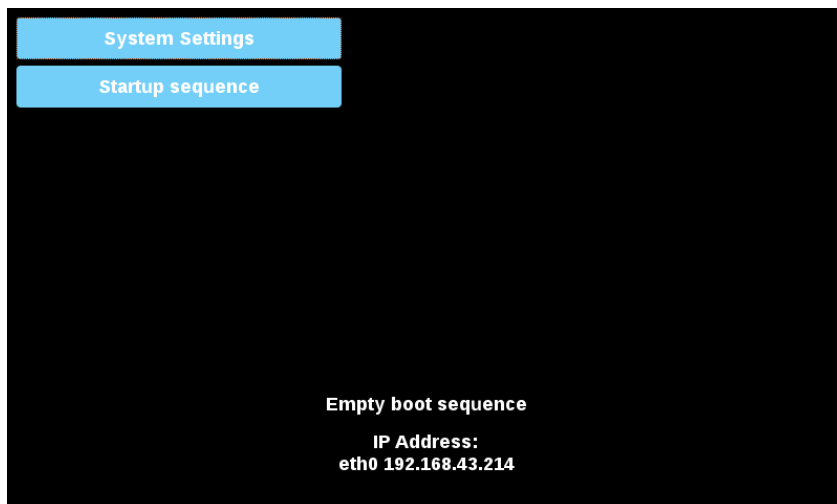 System Settings
Startup sequence
Empty boot sequence
IP Address:
eth0 192.168.43.214